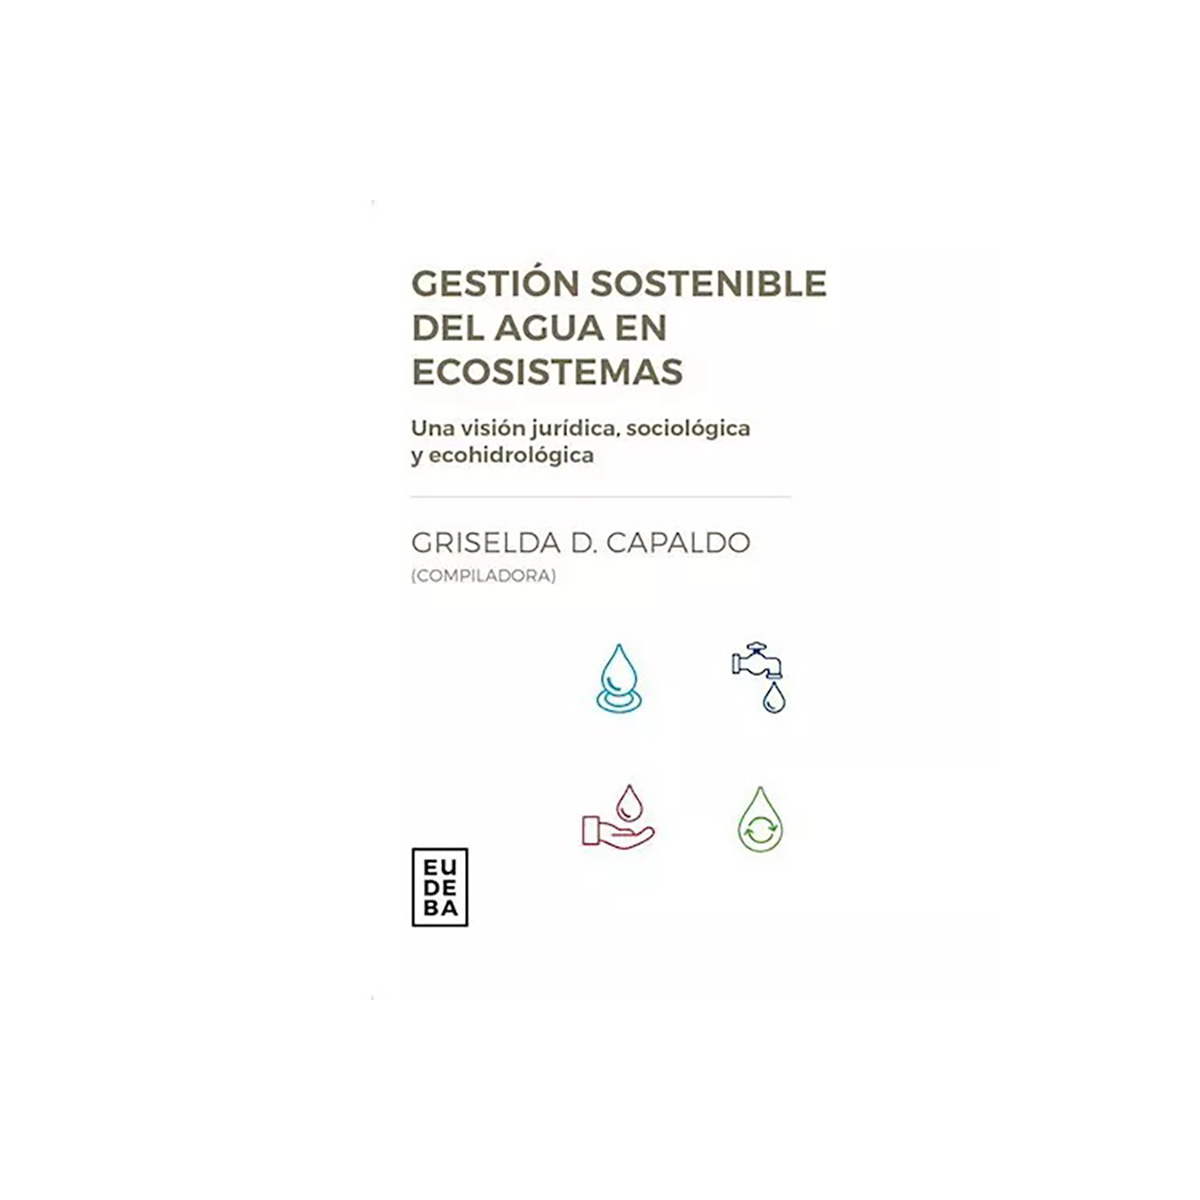 GESTIÓN SOSTENIBLE
DEL AGUA EN
ECOSISTEMAS
Una visión jurídica, sociológica
y ecohidrológica
GRISELDA D. CAPALDO
(COMPILADORA)
EU
DE
BA